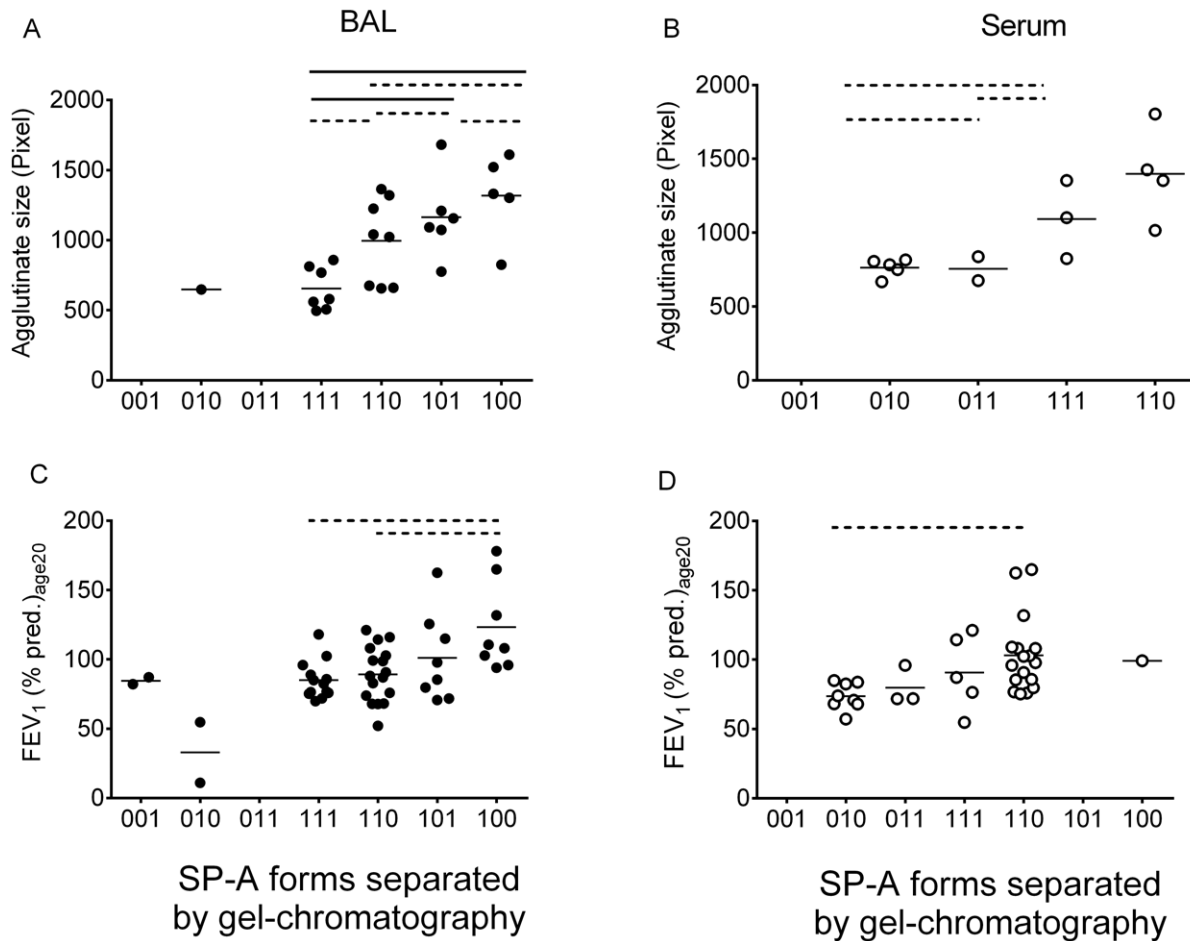 A
BAL
Agglutinate size (Pixel)
2000
1500
1000
500
0
001 010 011 111 110 101 100
B
Serum
Agglutinate size (Pixel)
2000
1500
1000
500
0
001 010 011 111 110
C
FEV1 (% pred.)age20
200
150
100
50
0
001 010 011 111 110 101 100
SP-A forms separated
by gel-chromatography
D
FEV1 (% pred.)age20
200
150
100
50
0
001 010 011 111 110 101 100
SP-A forms separated
by gel-chromatography